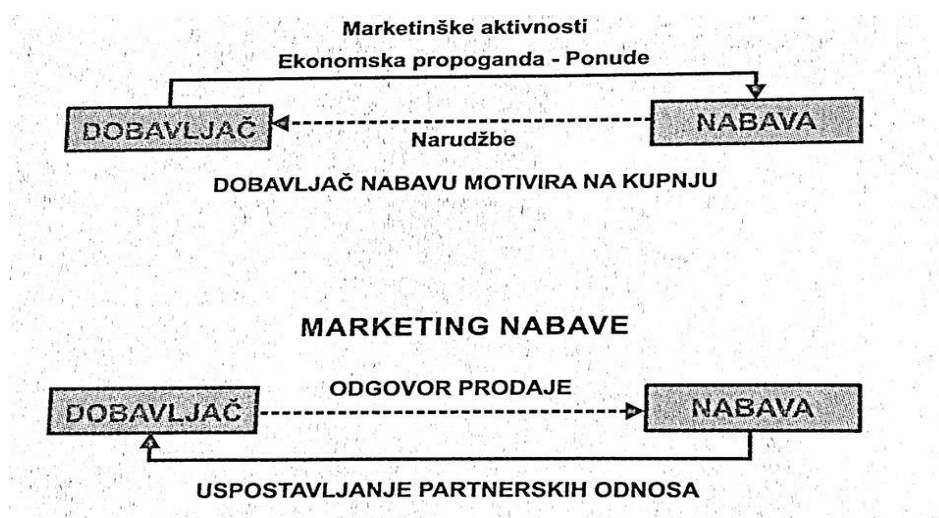 Marketinške aktivnosti
Ekonomska propoganda - Ponude
DOBAVLJAČ
NABAVA
Narudžbe
DOBAVLJAČ NABAVU MOTIVIRA NA KUPNJU
MARKETING NABAVE
ODGOVOR PRODAJE
DOBAVLJAČ
NABAVA
USPOSTAVLJANJE PARTNERSKIH ODNOSA